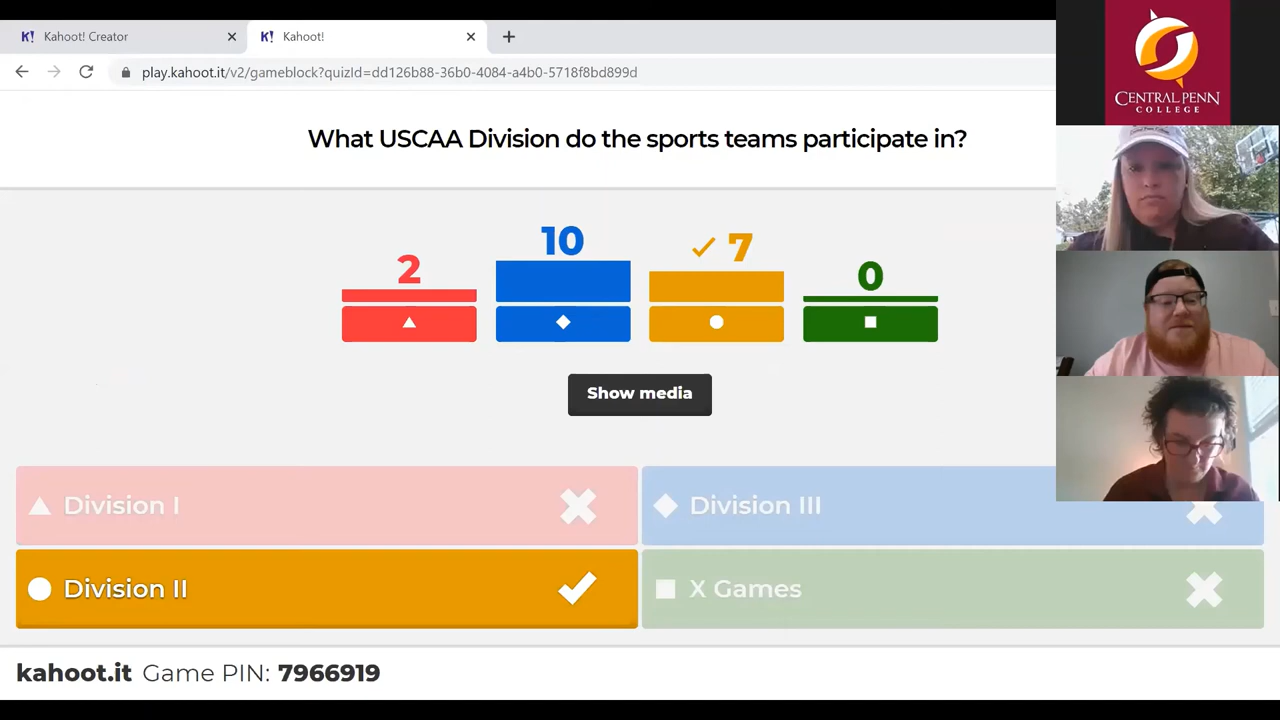 K! Kahoot! Creator
K! Kahoot!
play.kahoot.it/v2/gameblock?quizId=dd126b88-36b0-4084-a4b0-5718f8bd899d
CENTRAL PENN
COLLEGE
What USCAA Division do the sports teams participate in?
2
10
7
0
Show media
Division I
Division III
Division II
X Games
kahoot.it Game PIN: 7966919